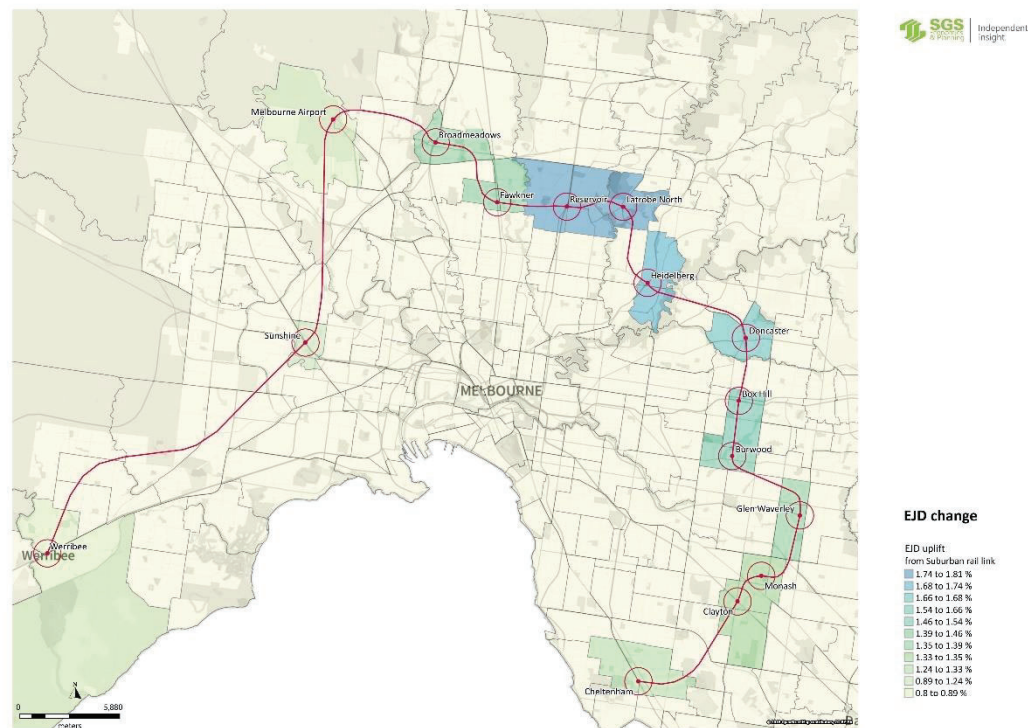 SGS
Economics
& Planning
Independent
Insight
Melbourne Airport
Broadmeadows
Fawkner
Reservoir
Latrobe North
Heidelberg
Sunshine
Doncaster
MELBOURNE
Box Hill
Burwood
Glen Waverley
Werribee
Werribee
Monash
Clayton
Cheltenham
N
0 5,880
meters
EJD change
EJD uplift
from Suburban rail link
1.74 to 1.81 %
1.68 to 1.74 %
1.66 to 1.68 %
1.54 to 1.66 %
1.46 to 1.54 %
1.39 to 1.46 %
1.35 to 1.39 %
1.33 to 1.35 %
1.24 to 1.33 %
0.89 to 1.24 %
0.8 to 0.89 %